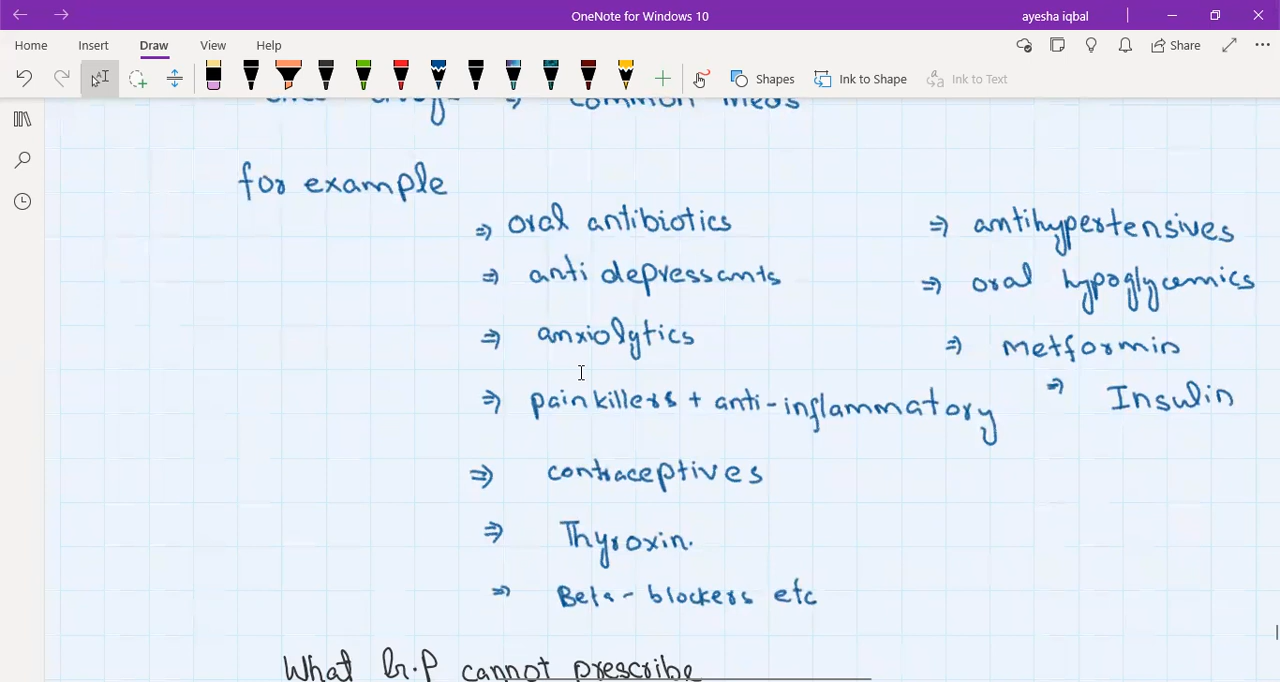 OneNote for Windows 10
ayesha iqbal
Home Insert Draw View Help
Share
Shapes
Ink to Shape
Ink to Text
common meds
for example
⇒ oral antibiotics
⇒ anti depressants
⇒ anxiolytics
⇒ painkillers + anti-inflammatory
⇒ contraceptives
⇒ Thyroxin.
⇒ Beta-blockers etc
⇒ antihypertensives
⇒ oral hypoglycemics
⇒ metformin
⇒ Insulin
What G.P cannot prescribe